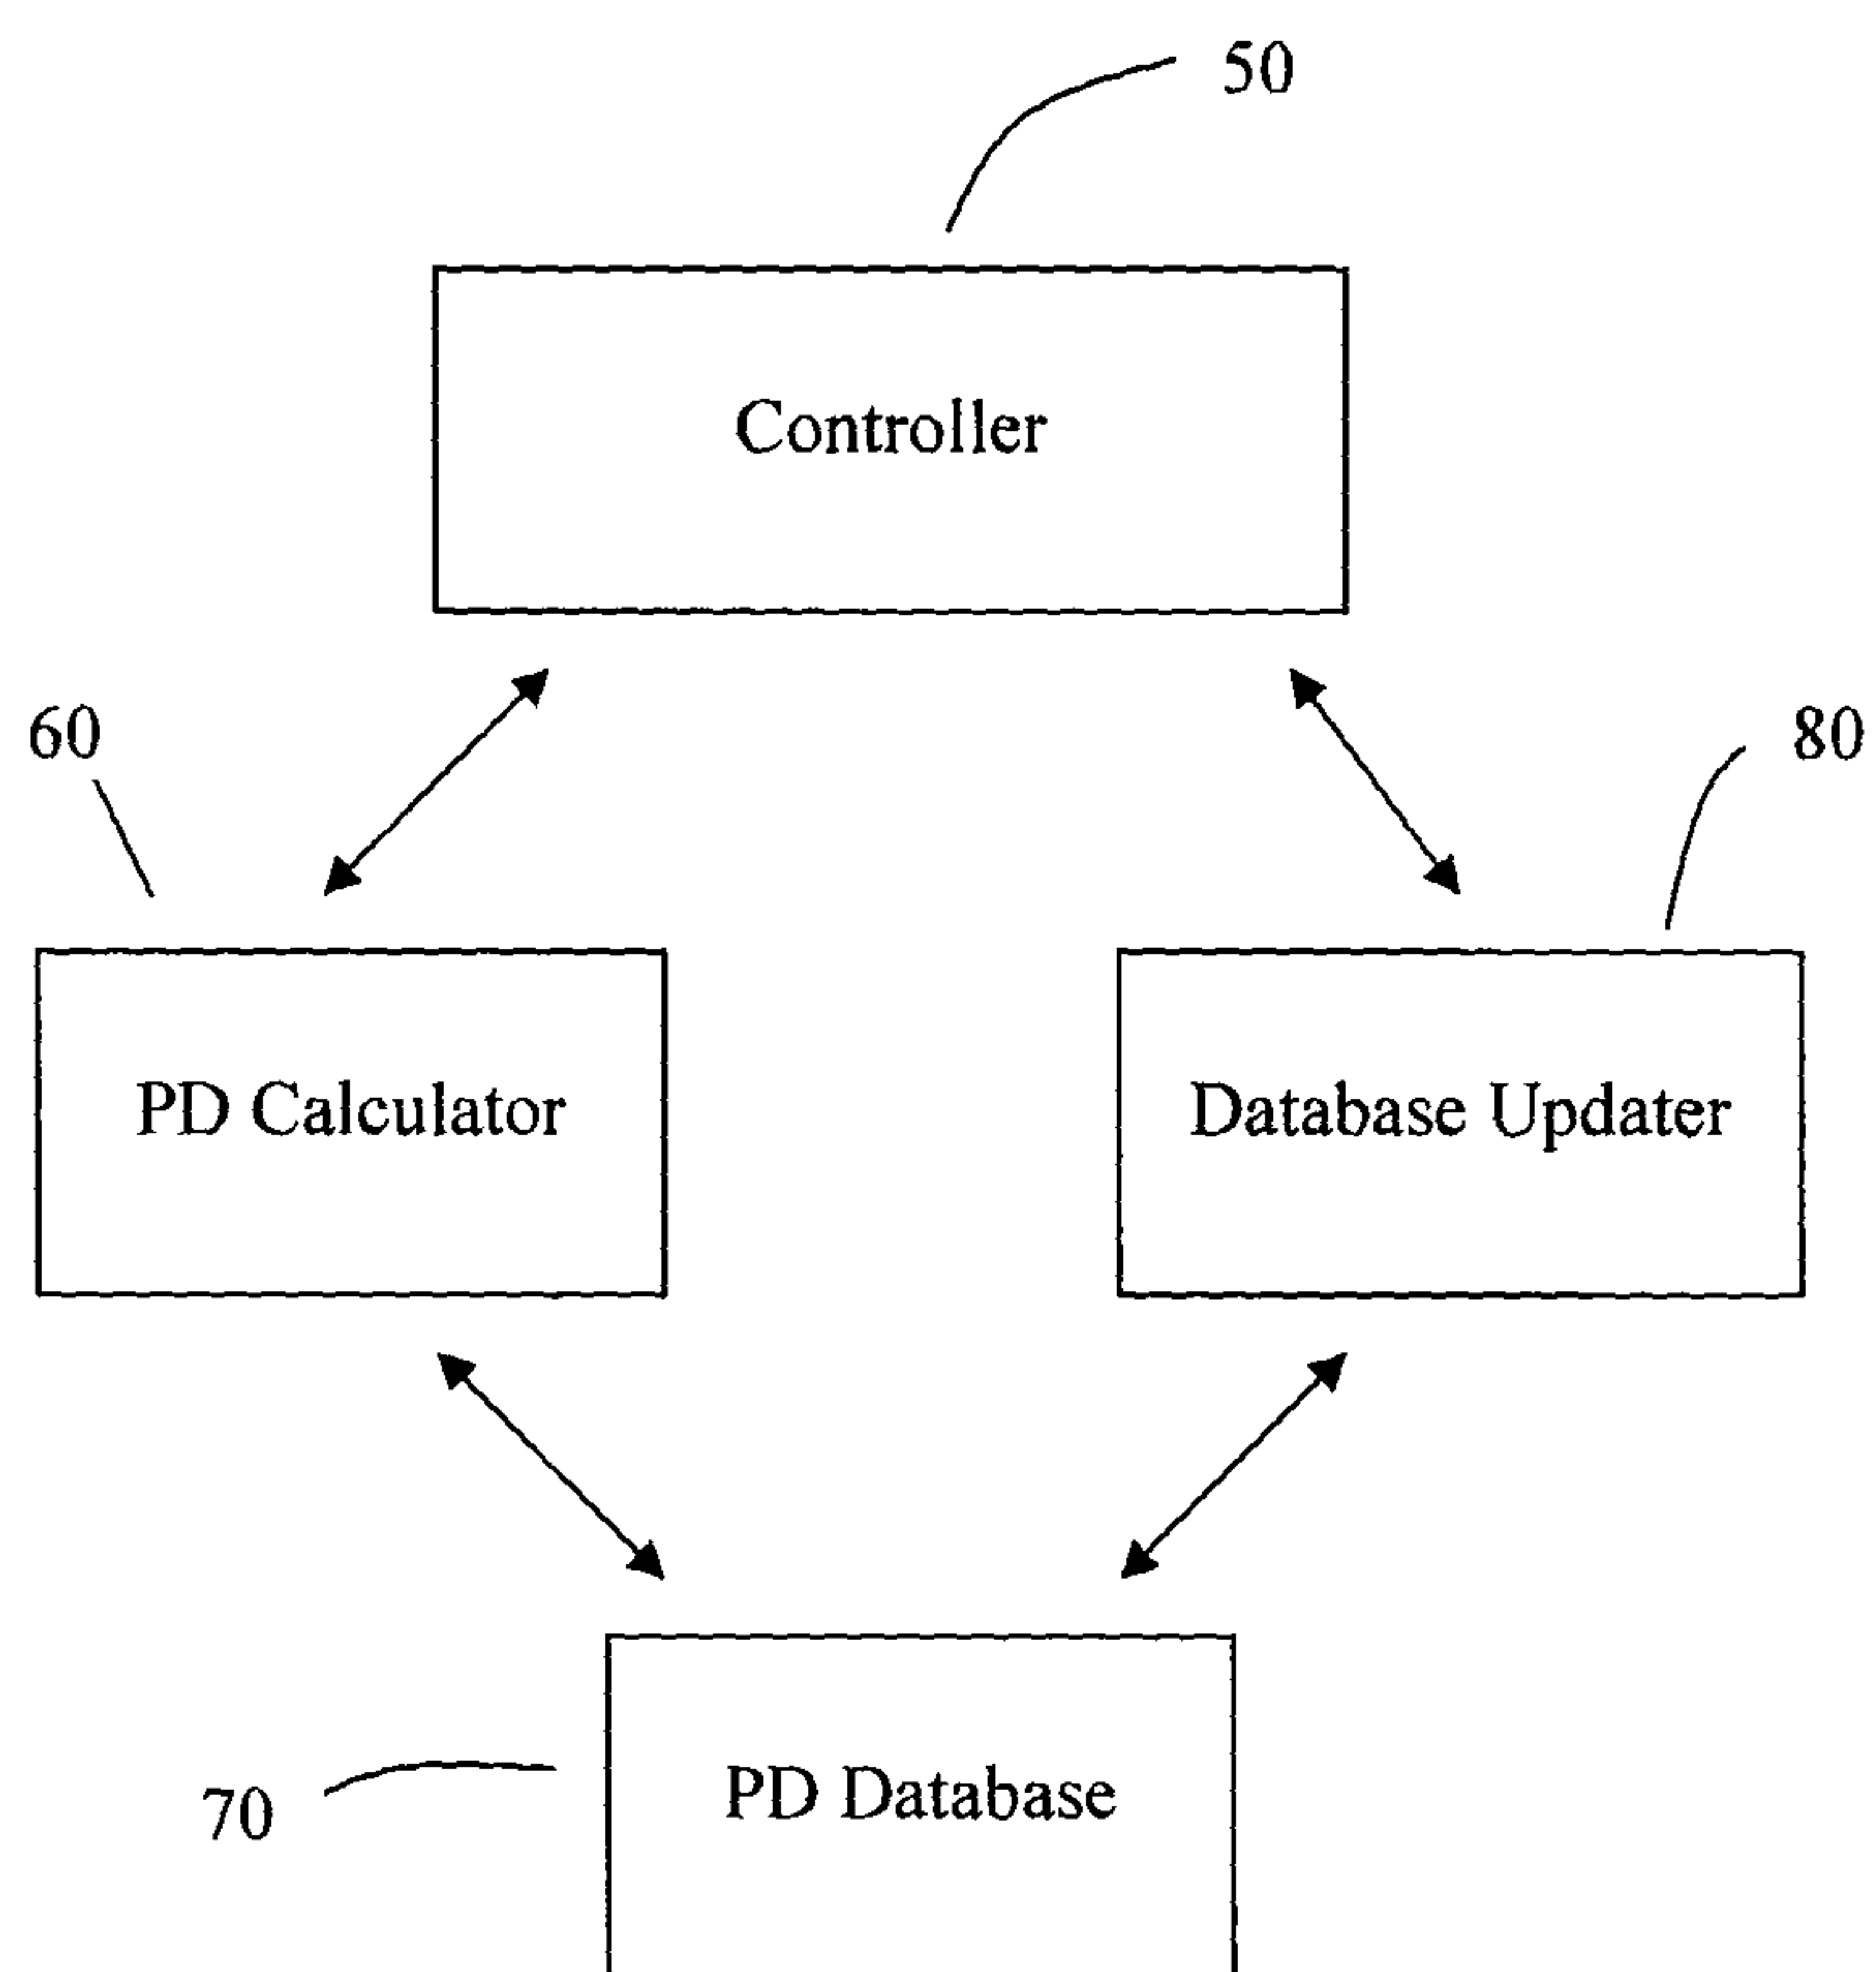 50
Controller
60
80
PD Calculator
Database Updater
70
PD Database